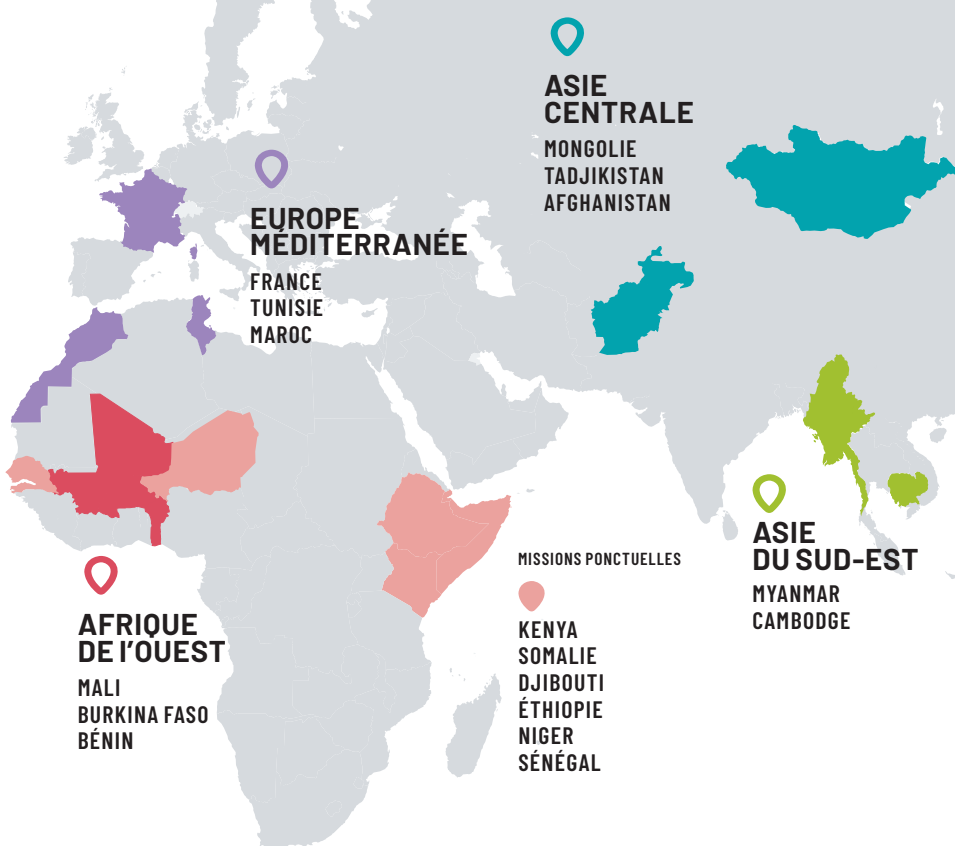 ASIE
CENTRALE
MONGOLIE
TADJIKISTAN
AFGHANISTAN
EUROPE
MÉDITERRANÉE
FRANCE
TUNISIE
MAROC
ASIE
DU SUD-EST
MYANMAR
CAMBODGE
AFRIQUE
DE l'OUEST
MALI
BURKINA FASO
BÉNIN
MISSIONS PONCTUELLES
KENYA
SOMALIE
DJIBOUTI
ÉTHIOPIE
NIGER
SÉNÉGAL